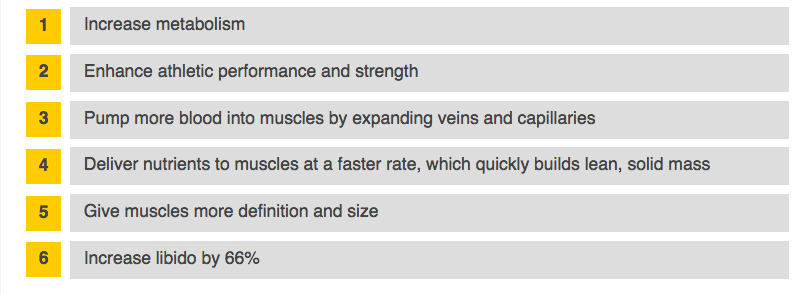 1 Increase metabolism
2 Enhance athletic performance and strength
3 Pump more blood into muscles by expanding veins and capillaries
4 Deliver nutrients to muscles at a faster rate, which quickly builds lean, solid mass
5 Give muscles more definition and size
6 Increase libido by 66%